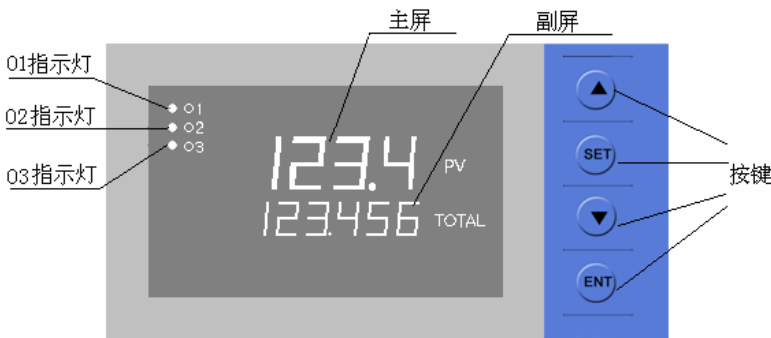 主屏
副屏
O1指示灯
O2指示灯
O3指示灯
O1
O2
O3
123.4 PV
123.456 TOTAL
SET
ENT
按键